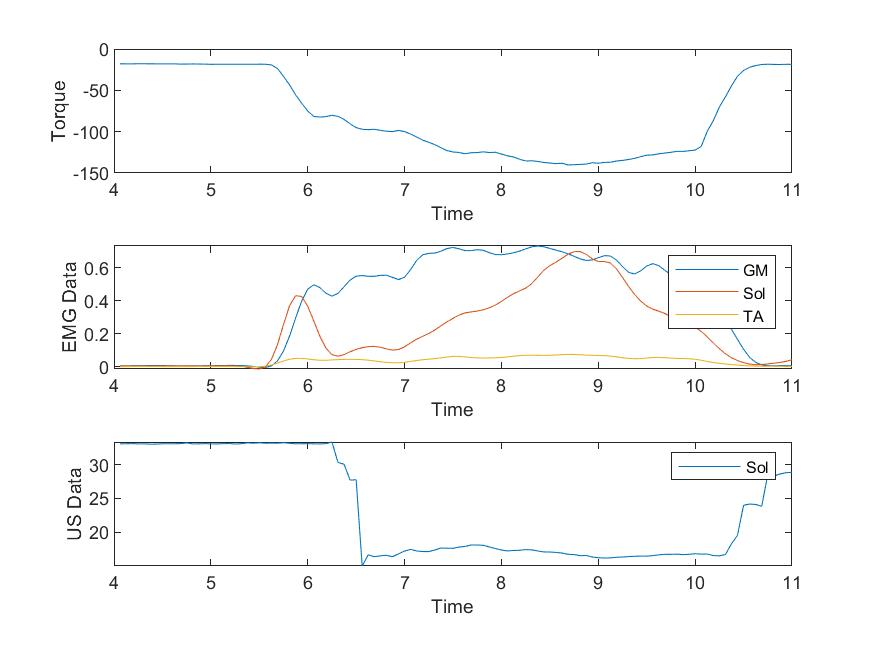 0
-50
-100
-150
Torque
4 5 6 7 8 9 10 11
Time
0.6
0.4
0.2
0
EMG Data
GM
Sol
TA
4 5 6 7 8 9 10 11
Time
30
25
20
US Data
Sol
4 5 6 7 8 9 10 11
Time